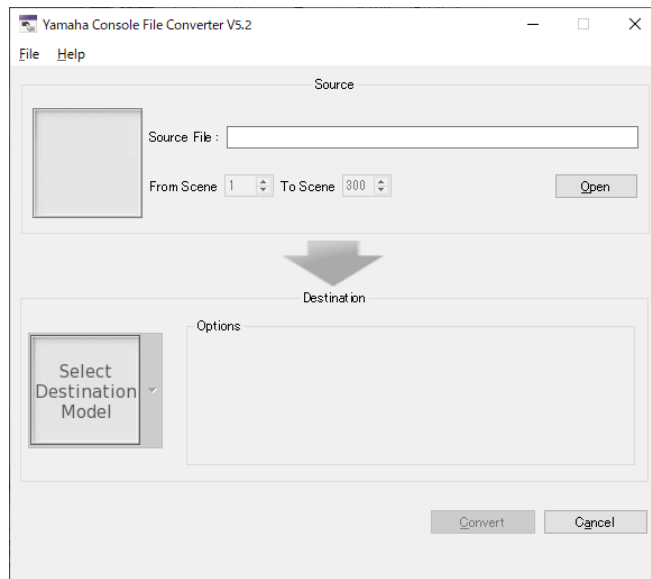 Yamaha Console File Converter V5.2
File Help
Source
Source File :
From Scene 1 To Scene 300
Open
Destination
Options
Select
Destination
Model
Convert Cancel